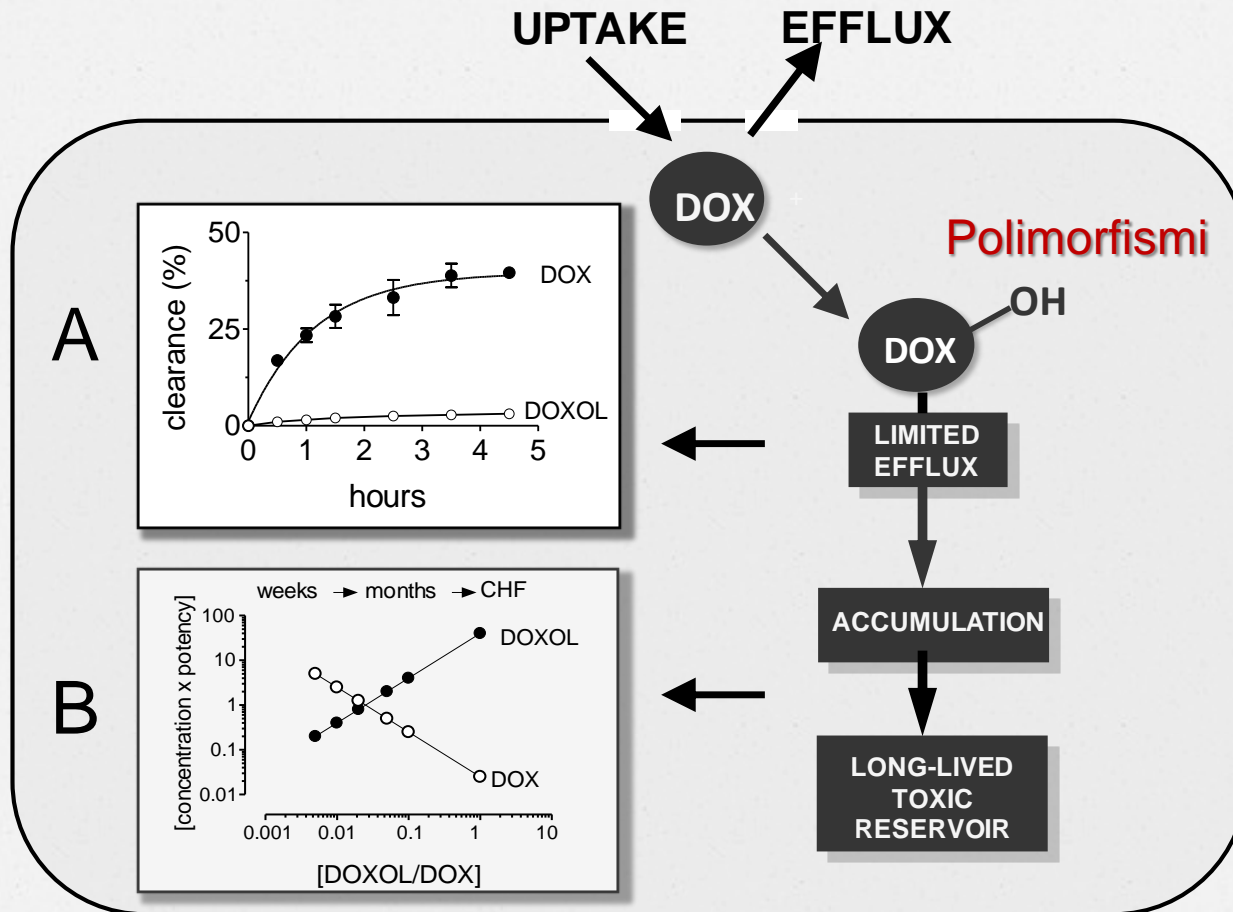 UPTAKE EFFLUX
DOX
Polimorfismi
OH
DOX
LIMITED
EFFLUX
ACCUMULATION
LONG-LIVED
TOXIC
RESERVOIR
A
clearance (%)
50
25
0
DOX
DOXOL
0 1 2 3 4 5
hours
B
weeks months CHF
[concentration x potency]
100
10
1
0.1
0.01
DOXOL
DOX
0.001 0.01 0.1 1 10
[DOXOL/DOX]